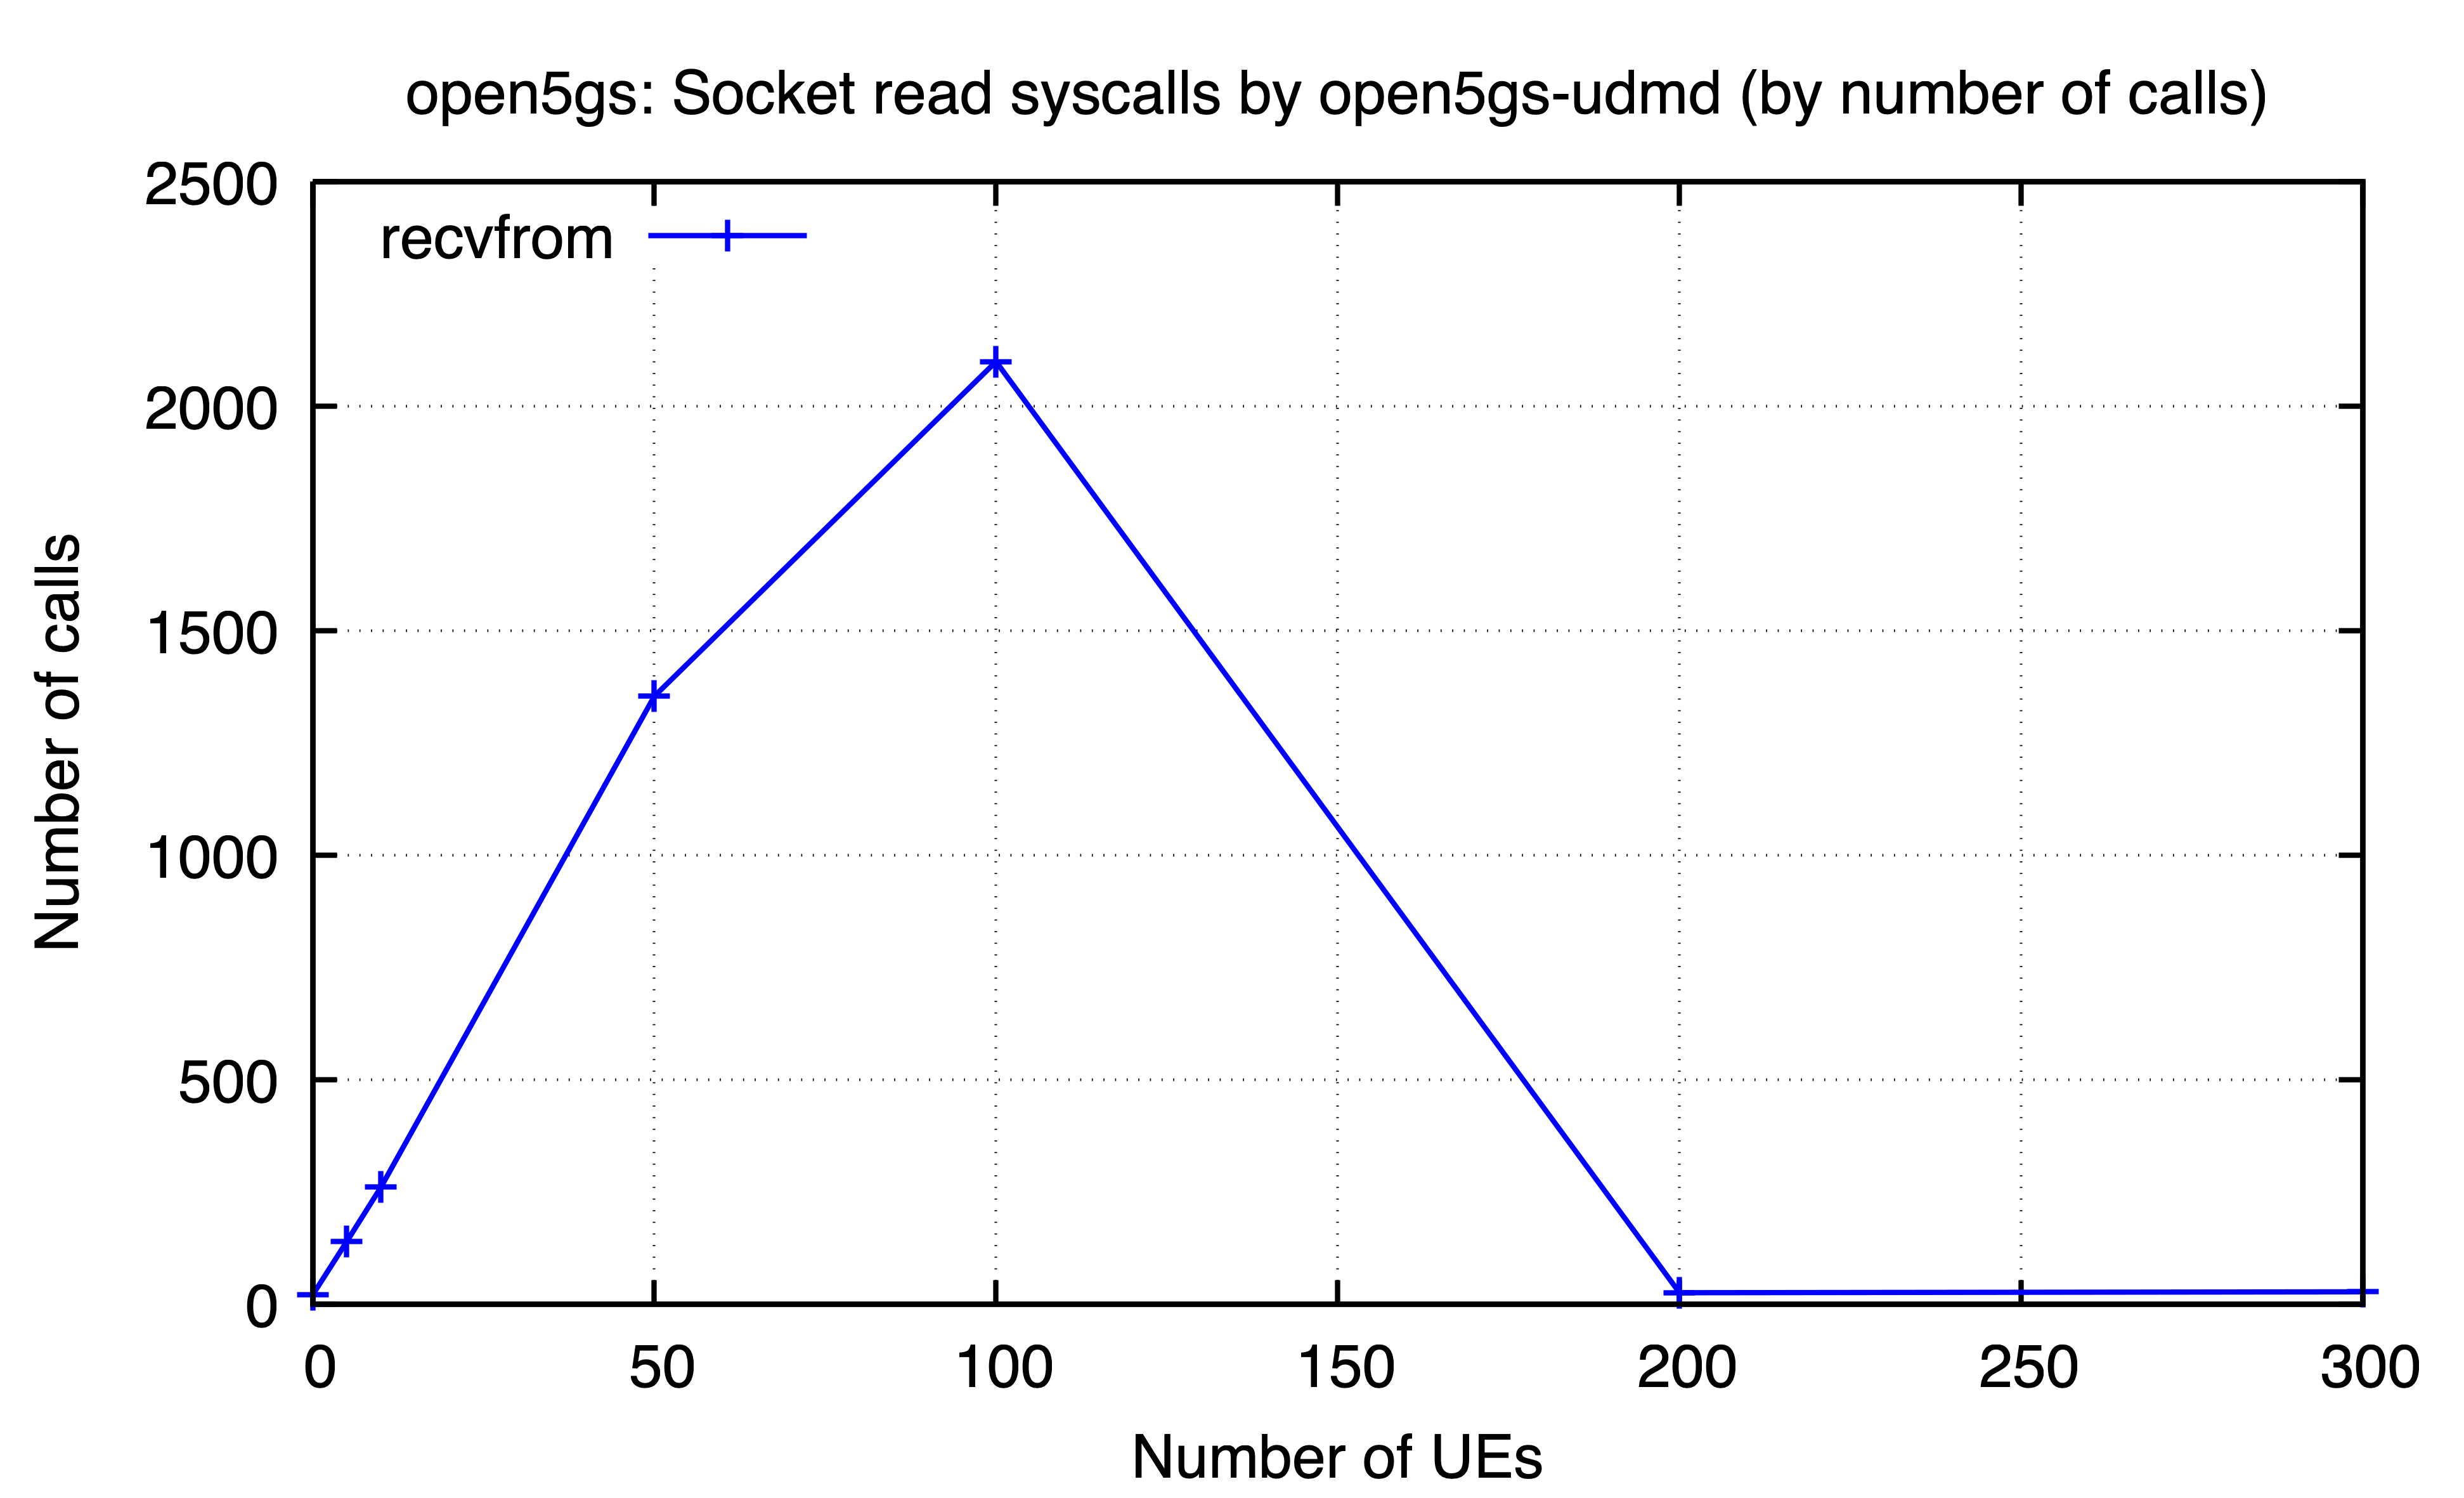 open5gs: Socket read syscalls by open5gs-udmd (by number of calls)
2500
recvfrom
2000
1500
1000
500
0
Number of calls
0 50 100 150 200 250 300
Number of UEs